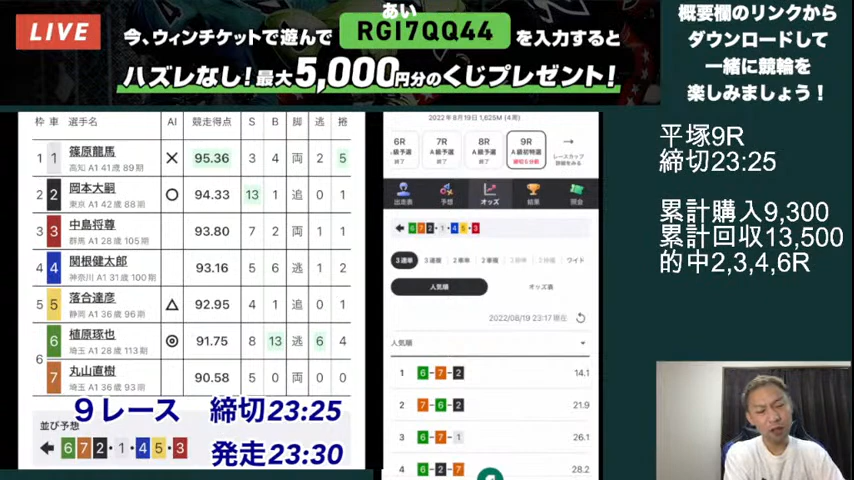 LIVE
あい
今、ウィンチケットで遊んで RGI7QQ44 を入力すると
ハズレなし!最大5,000円分のくじプレゼント!
概要欄のリンクから
ダウンロードして
一緒に競輪を
楽しみましょう!
平塚9R
締切23:25
累計購入9,300
累計回収13,500
的中2,3,4,6R
枠 車 選手名 AI 競走得点 S B 脚 逃 捲
1 1 篠原龍馬 × 95.36 3 4 両 2 5
高知 A1 41歳 89期
2 2 岡本大嗣 ○ 94.33 13 1 追 0 1
東京 A1 42歳 88期
3 3 中島将尊 93.80 7 2 両 1 1
群馬 A1 28歳 105期
4 4 関根健太郎 93.16 5 6 逃 1 2
神奈川 A1 31歳 100期
5 5 落合達彦 △ 92.95 4 1 追 0 1
静岡 A1 36歳 96期
6 6 植原琢也 ◎ 91.75 8 13 逃 6 4
埼玉 A1 28歳 113期
7 丸山直樹 90.58 5 0 両 0 0
埼玉 A1 36歳 93期
9レース 締切23:25
並び予想
6 7 2 · 1 · 4 5 · 3
発走23:30
2022年8月19日 1,625M (4周)
6R 7R 8R 9R
級予選 A級予選 A級予選 A級初特選
終了 終了 終了 締切5分前
レースカップ
詳細をみる
出走表 予想 オッズ 結果 照会
6 7 2 · 1 · 4 5 · 3
3連単 3連複 2車単 2車複 ワイド
人気順 オッズ表
2022/08/19 23:17 現在
人気順
1 6-7-2 14.1
2 7-6-2 21.9
3 6-7-1 26.1
4 6-2-7 28.2